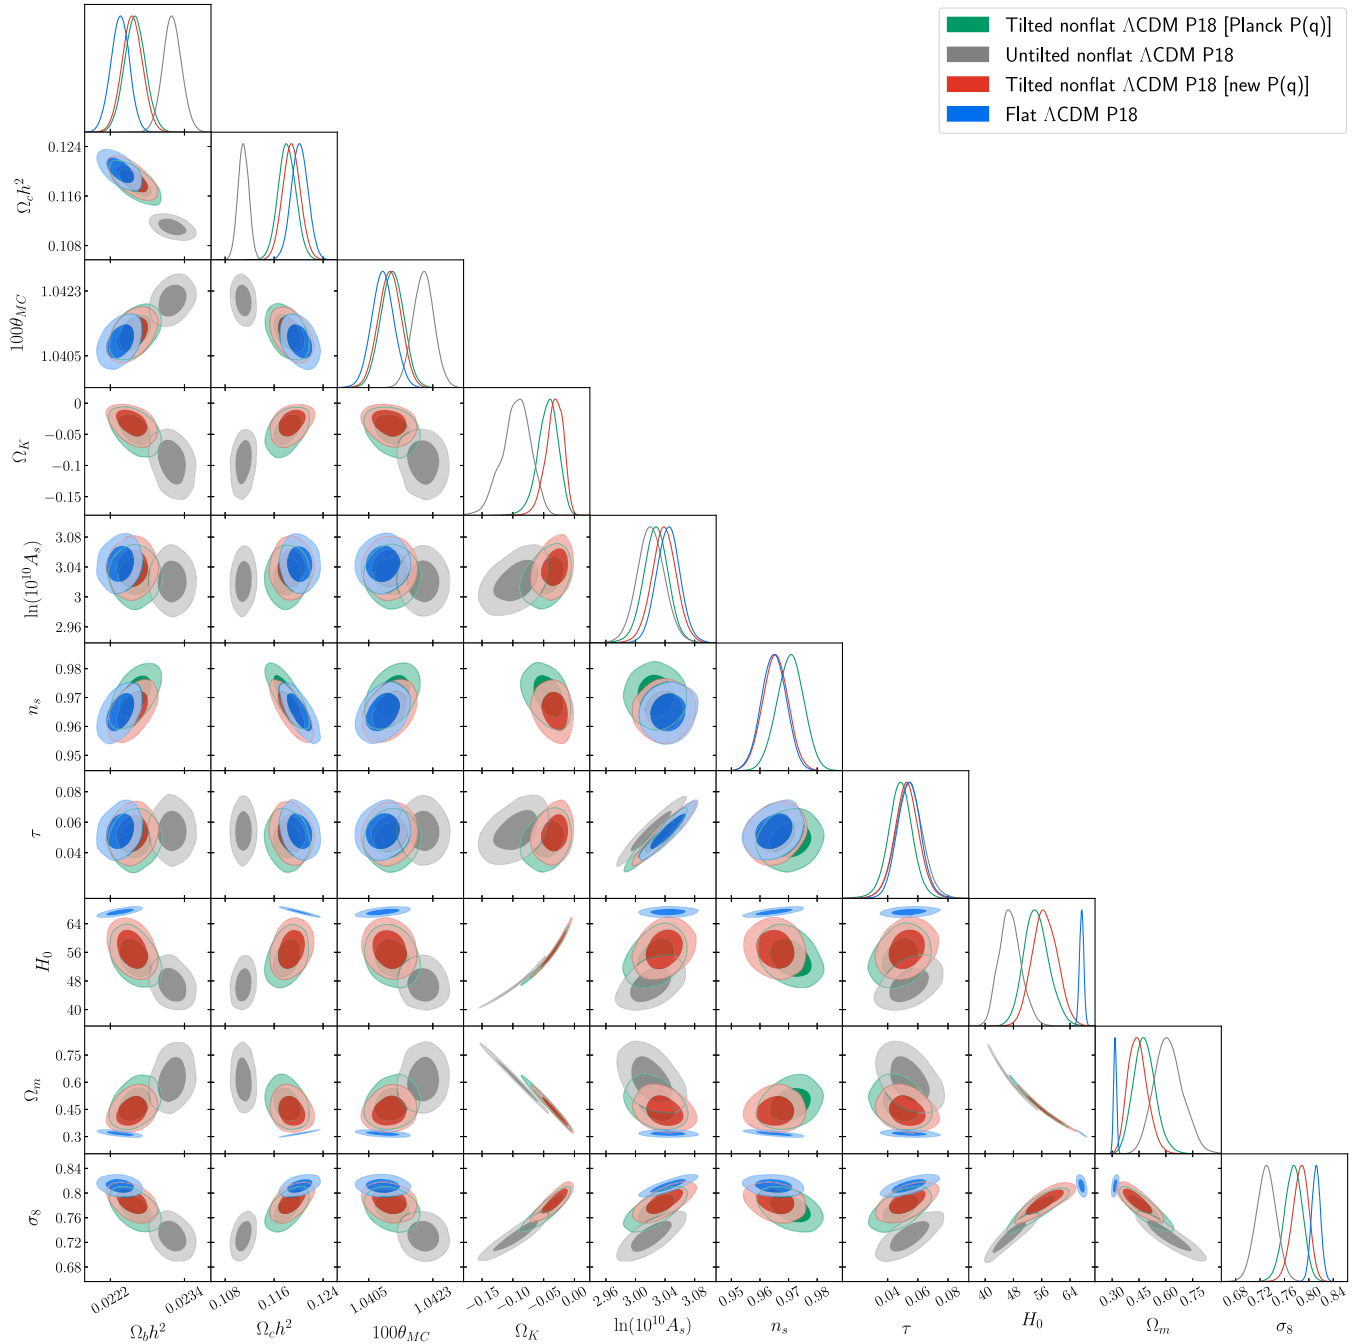 Tilted nonflat ΛCDM P18 [Planck P(q)]
Untilted nonflat ΛCDM P18
Tilted nonflat ΛCDM P18 [new P(q)]
Flat ΛCDM P18
0.124
0.116
0.108
Ω_c h²
1.0423
1.0405
100θ_MC
0
−0.05
−0.1
−0.15
Ω_K
3.08
3.04
3
2.96
ln(10¹⁰ A_s)
0.98
0.97
0.96
0.95
n_s
0.08
0.06
0.04
τ
64
56
48
40
H_0
0.75
0.6
0.45
0.3
Ω_m
0.84
0.8
0.76
0.72
0.68
σ_8
0.0222 0.0234
0.108 0.116 0.124
1.0405 1.0423
−0.15 −0.10 −0.05 0.00
2.96 3.00 3.04 3.08
0.95 0.96 0.97 0.98
0.04 0.06 0.08
40 48 56 64
0.30 0.45 0.60 0.75
0.68 0.72 0.76 0.80 0.84
Ω_b h² Ω_c h² 100θ_MC Ω_K ln(10¹⁰ A_s) n_s τ H_0 Ω_m σ_8